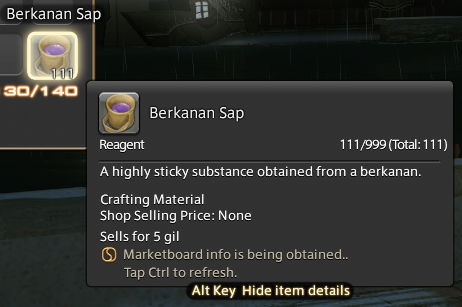 Berkanan Sap
111
30/140
Berkanan Sap
Reagent 111/999 (Total: 111)
A highly sticky substance obtained from a berkanan.
Crafting Material
Shop Selling Price: None
Sells for 5 gil
Marketboard info is being obtained..
Tap Ctrl to refresh.
Alt Key Hide item details